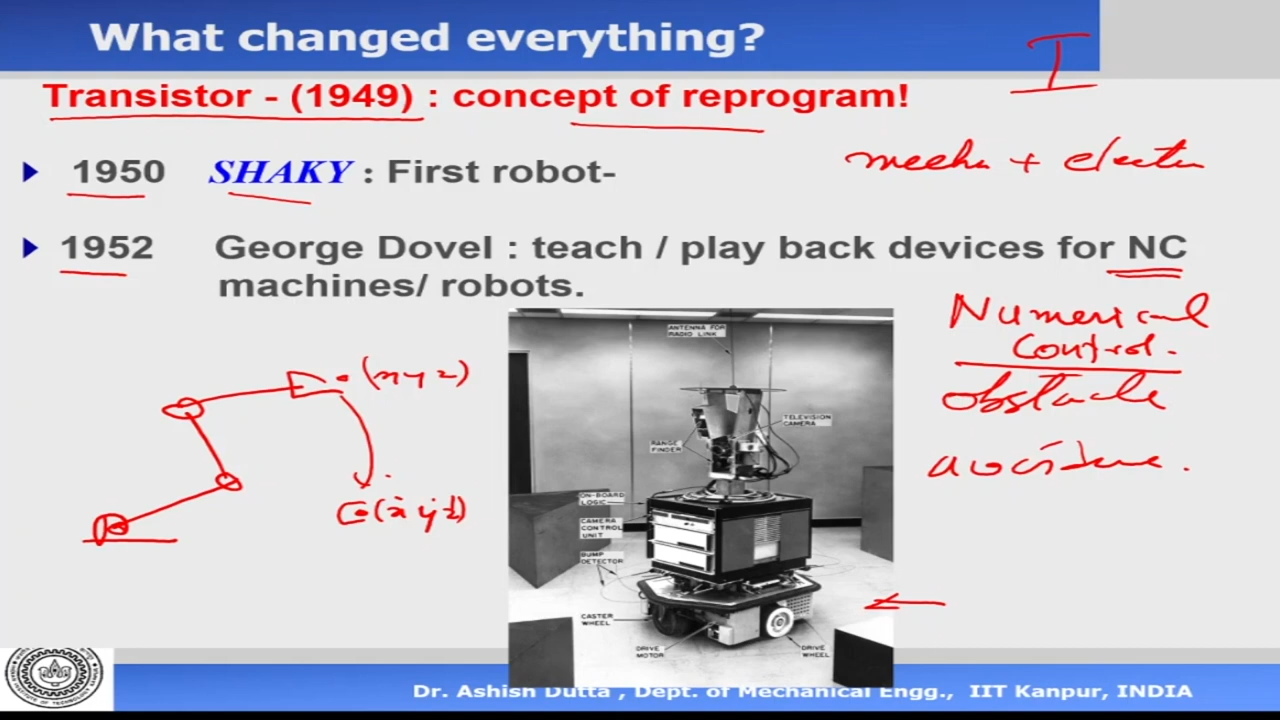 What changed everything?
I
Transistor - (1949) : concept of reprogram!
1950 SHAKY : First robot-
mecha + electu
1952 George Dovel : teach / play back devices for NC
machines/ robots.
Numerical
Control.
obstacle
(x y z)
ANTENNA FOR
RADIO LINK
TELEVISION
CAMERA
RANGE
FINDER
ON-BOARD
LOGIC
CAMERA
CONTROL
UNIT
BUMP
DETECTOR
CASTER
WHEEL
DRIVE
MOTOR
DRIVE
WHEEL
Dr. Ashish Dutta , Dept. of Mechanical Engg., IIT Kanpur, INDIA